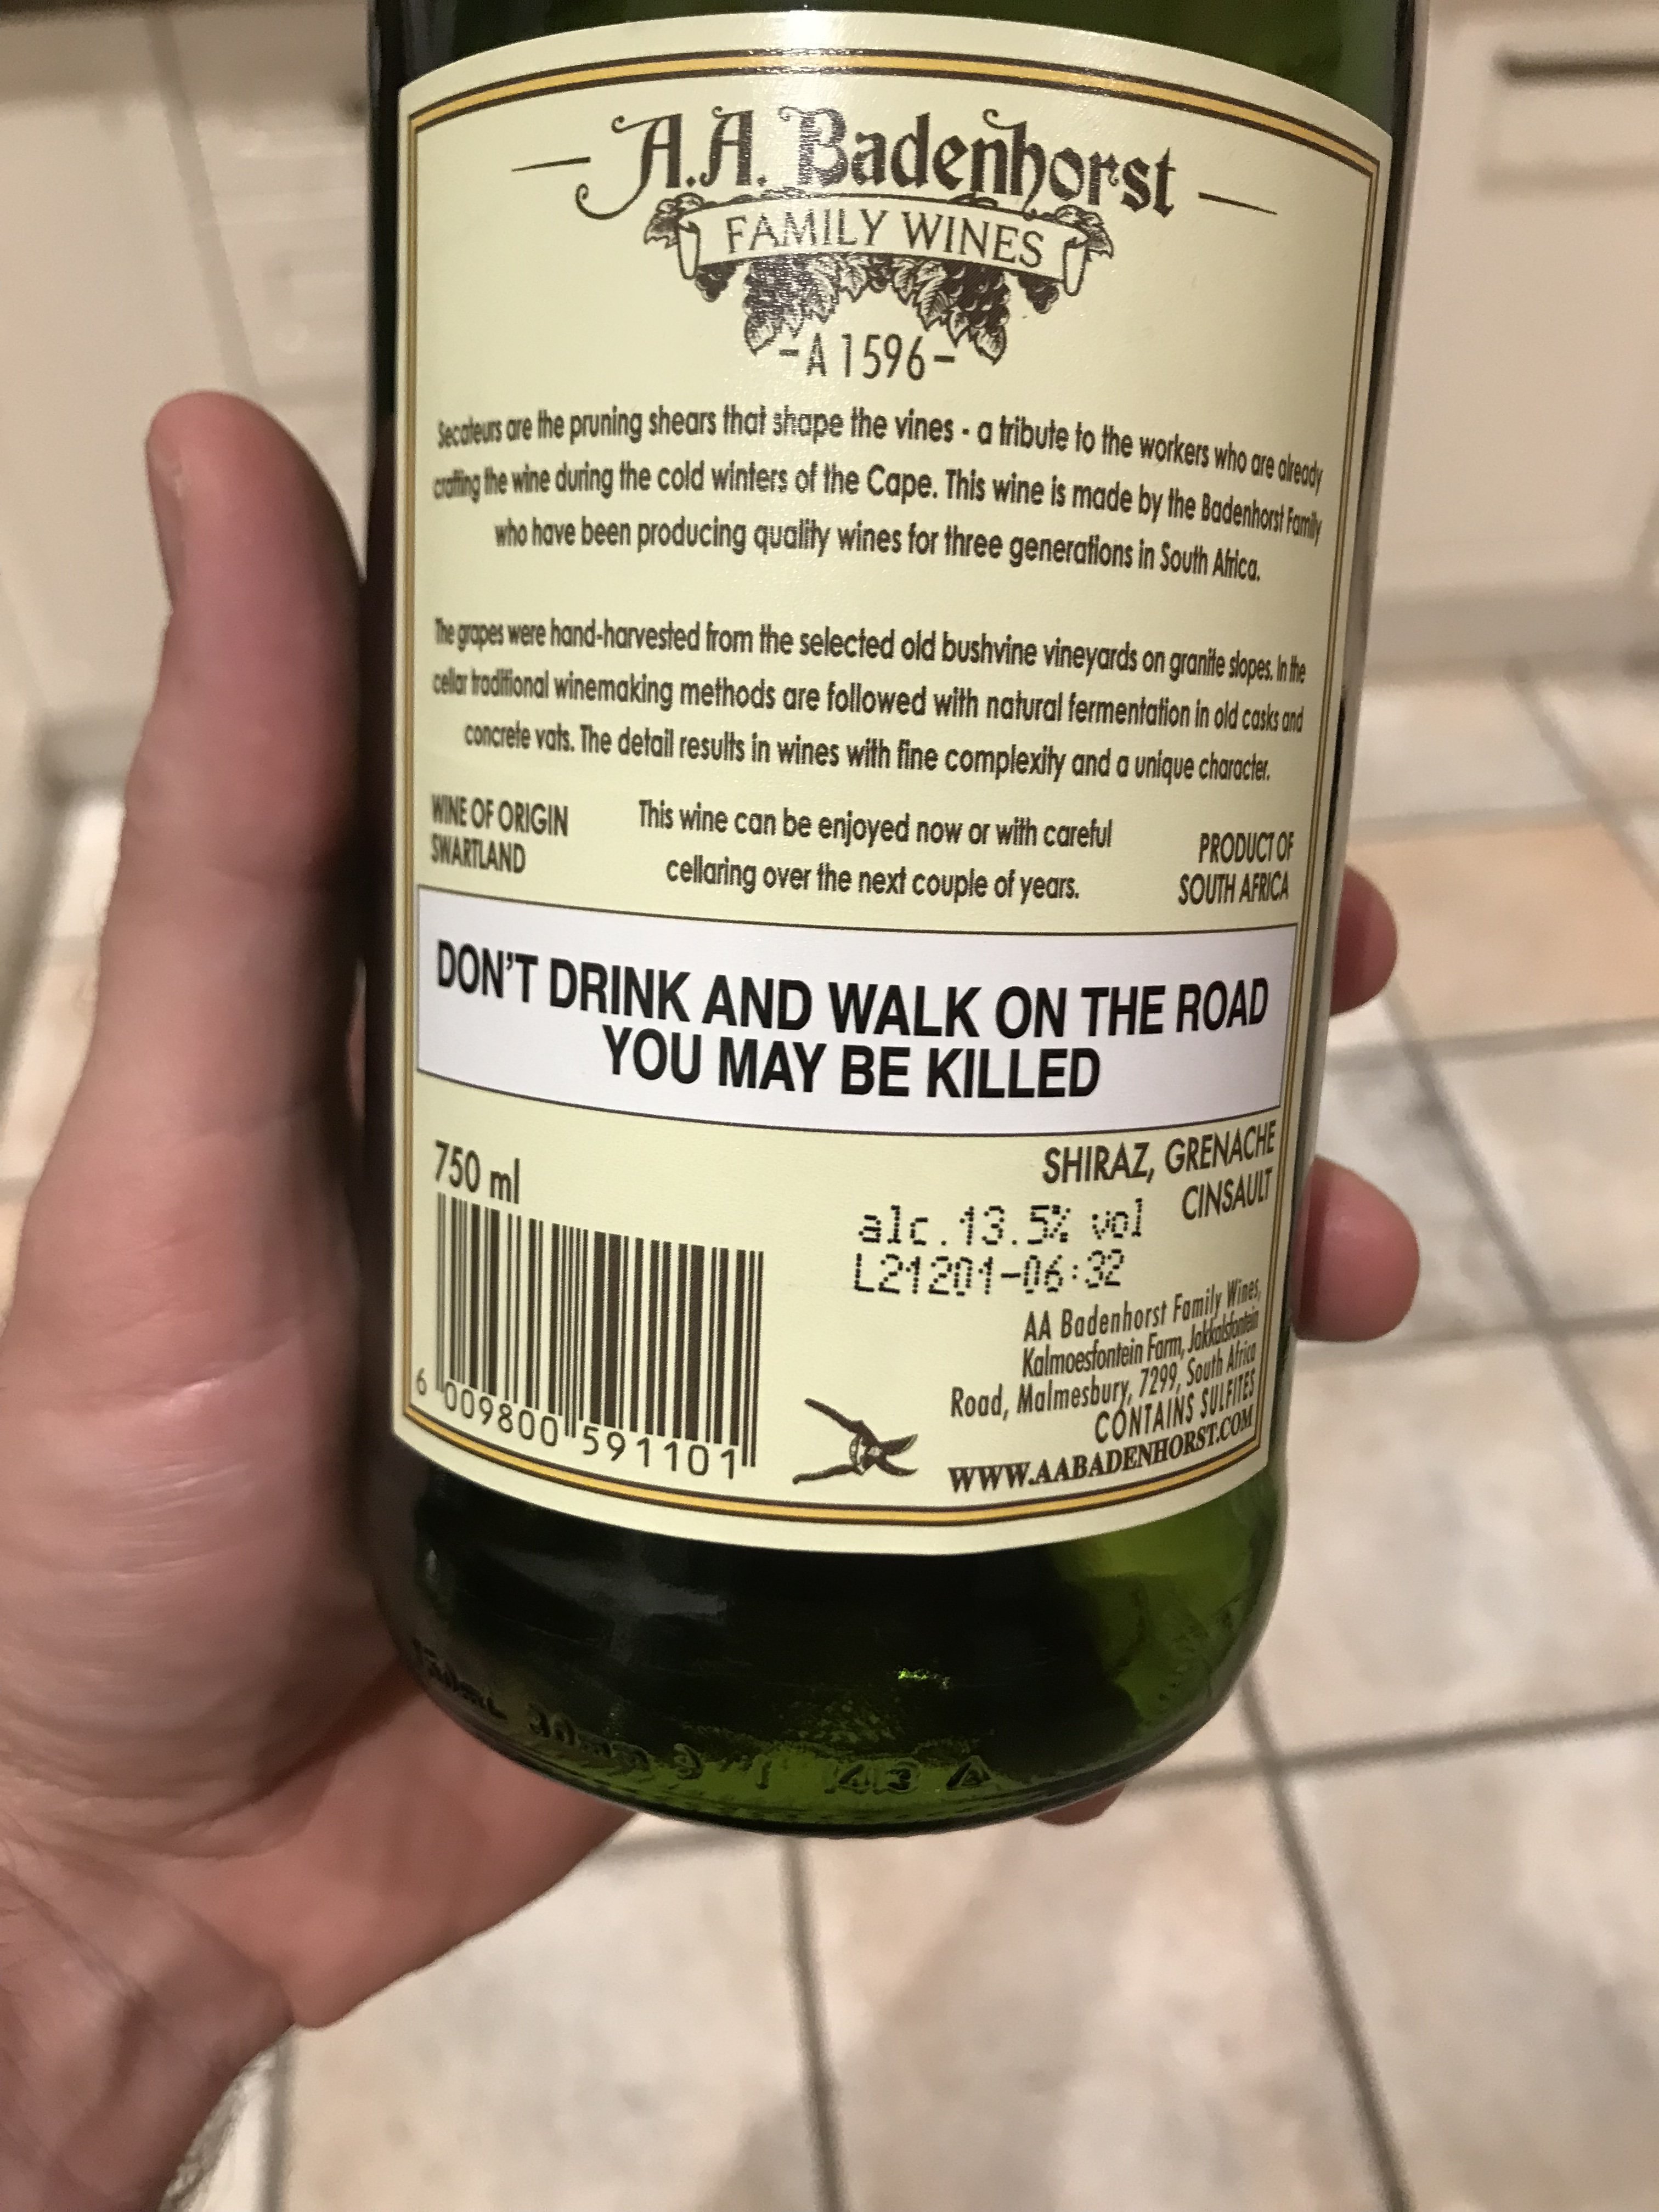 A.A. Badenhorst
FAMILY WINES
-A 1596-
Secateurs are the pruning shears that shape the vines - a tribute to the workers who are already
crafting the wine during the cold winters of the Cape. This wine is made by the Badenhorst Family
who have been producing quality wines for three generations in South Africa.
The grapes were hand-harvested from the selected old bushvine vineyards on granite slopes. In the
cellar traditional winemaking methods are followed with natural fermentation in old casks and
concrete vats. The detail results in wines with fine complexity and a unique character.
WINE OF ORIGIN
SWARTLAND
This wine can be enjoyed now or with careful
cellaring over the next couple of years.
PRODUCT OF
SOUTH AFRICA
DON'T DRINK AND WALK ON THE ROAD
YOU MAY BE KILLED
750 ml
SHIRAZ, GRENACHE
CINSAULT
alc.13.5% vol
L21201-06:32
AA Badenhorst Family Wines,
Kalmoesfontein Farm, Jakkalsfontein
Road, Malmesbury, 7299, South Africa
CONTAINS SULFITES
WWW.AABADENHORST.COM
6 009800 591101